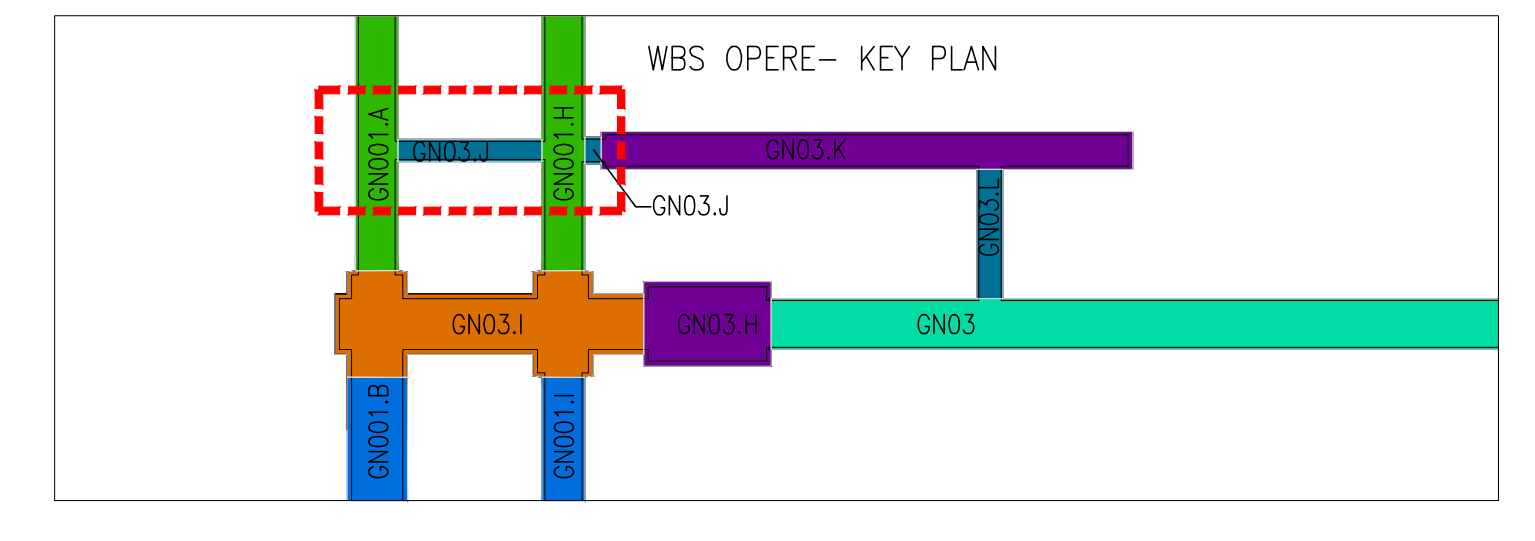 WBS OPERE- KEY PLAN
GN001.A
GN001.H
GN03.J
GN03.K
GN03.J
GN03.L
GN03.I
GN03.H
GN03
GN001.B
GN001.I